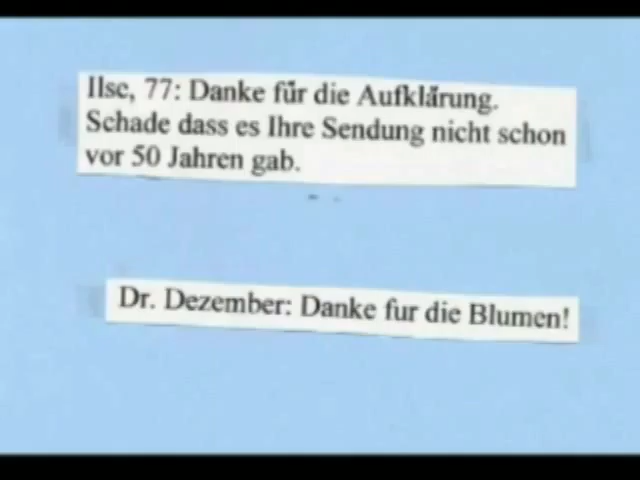 Ilse, 77: Danke für die Aufklärung.
Schade dass es Ihre Sendung nicht schon
vor 50 Jahren gab.
Dr. Dezember: Danke fur die Blumen!